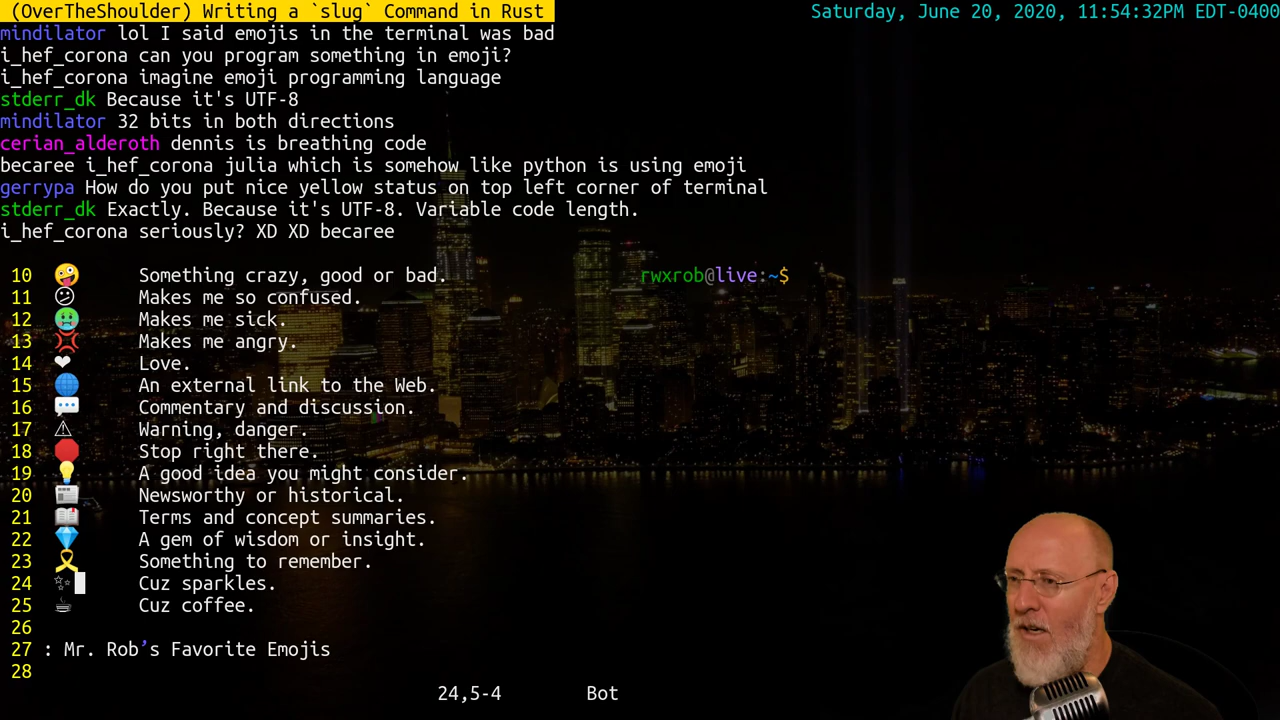 (OverTheShoulder) Writing a `slug` Command in Rust
Saturday, June 20, 2020, 11:54:32PM EDT-0400
mindilator lol I said emojis in the terminal was bad
i_hef_corona can you program something in emoji?
i_hef_corona imagine emoji programming language
stderr_dk Because it's UTF-8
mindilator 32 bits in both directions
cerian_alderoth dennis is breathing code
becaree i_hef_corona julia which is somehow like python is using emoji
gerrypa How do you put nice yellow status on top left corner of terminal
stderr_dk Exactly. Because it's UTF-8. Variable code length.
i_hef_corona seriously? XD XD becaree
10 🤪 Something crazy, good or bad.
rwxrob@live:~$
11 😕 Makes me so confused.
12 🤢 Makes me sick.
13 💢 Makes me angry.
14 ❤ Love.
15 🌐 An external link to the Web.
16 💬 Commentary and discussion.
17 ⚠ Warning, danger.
18 🛑 Stop right there.
19 💡 A good idea you might consider.
20 📰 Newsworthy or historical.
21 📖 Terms and concept summaries.
22 💎 A gem of wisdom or insight.
23 🎗 Something to remember.
24 ✨ Cuz sparkles.
25 ☕ Cuz coffee.
26
27 : Mr. Rob’s Favorite Emojis
28
24,5-4 Bot